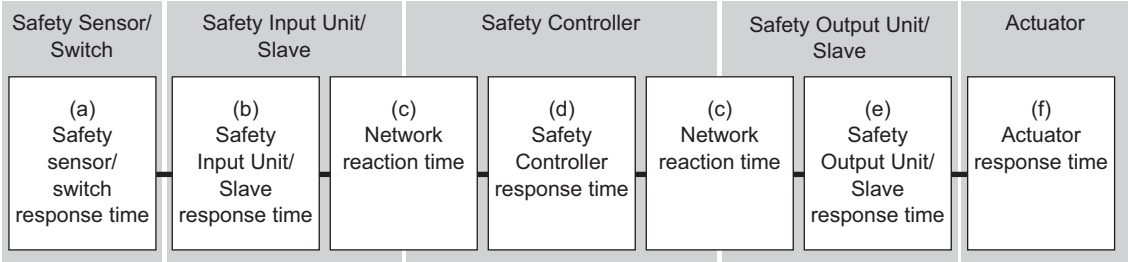 Safety Sensor/
Switch
Safety Input Unit/
Slave
Safety Controller
Safety Output Unit/
Slave
Actuator
(a)
Safety
sensor/
switch
response time
(b)
Safety
Input Unit/
Slave
response time
(c)
Network
reaction time
(d)
Safety
Controller
response time
(c)
Network
reaction time
(e)
Safety
Output Unit/
Slave
response time
(f)
Actuator
response time